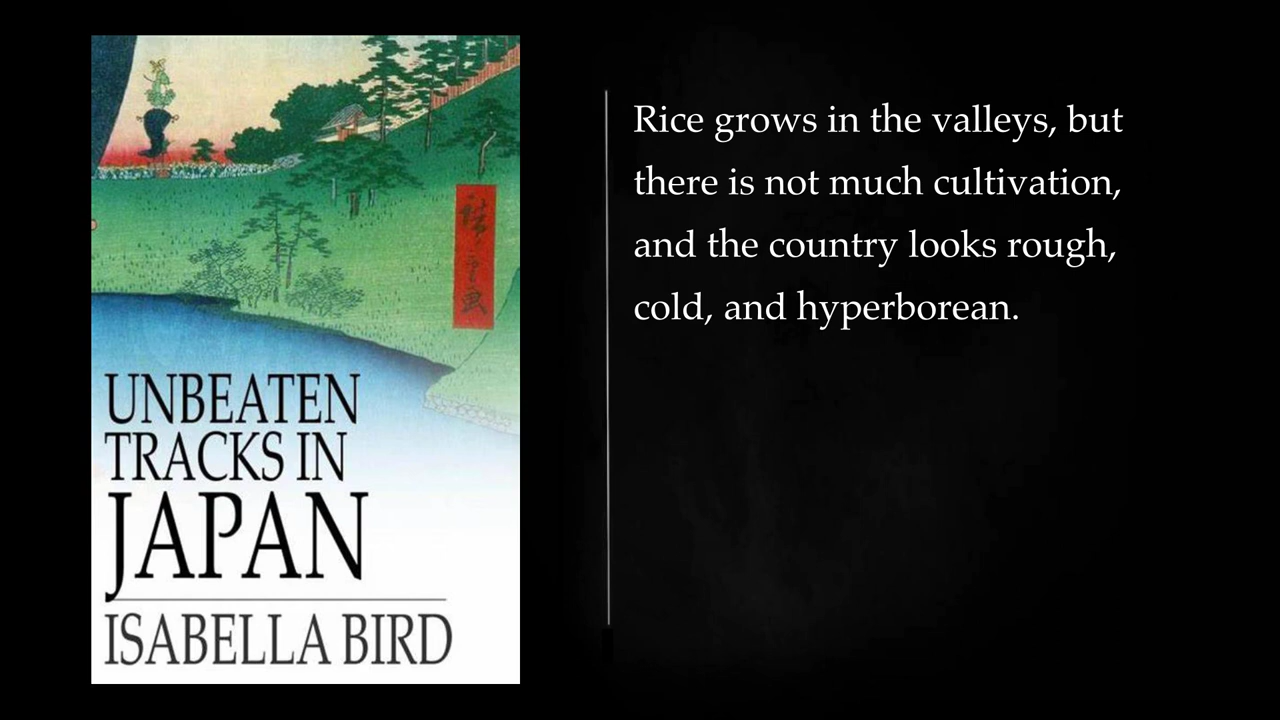 UNBEATEN
TRACKS IN
JAPAN
ISABELLA BIRD
Rice grows in the valleys, but
there is not much cultivation,
and the country looks rough,
cold, and hyperborean.